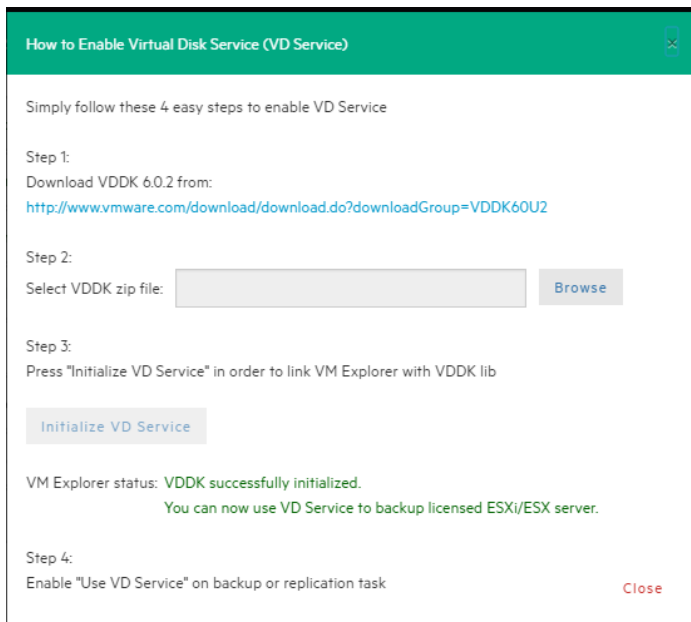 How to Enable Virtual Disk Service (VD Service)
Simply follow these 4 easy steps to enable VD Service
Step 1:
Download VDDK 6.0.2 from:
http://www.vmware.com/download/download.do?downloadGroup=VDDK60U2
Step 2:
Select VDDK zip file:
Browse
Step 3:
Press "Initialize VD Service" in order to link VM Explorer with VDDK lib
Initialize VD Service
VM Explorer status: VDDK successfully initialized.
You can now use VD Service to backup licensed ESXi/ESX server.
Step 4:
Enable "Use VD Service" on backup or replication task
Close